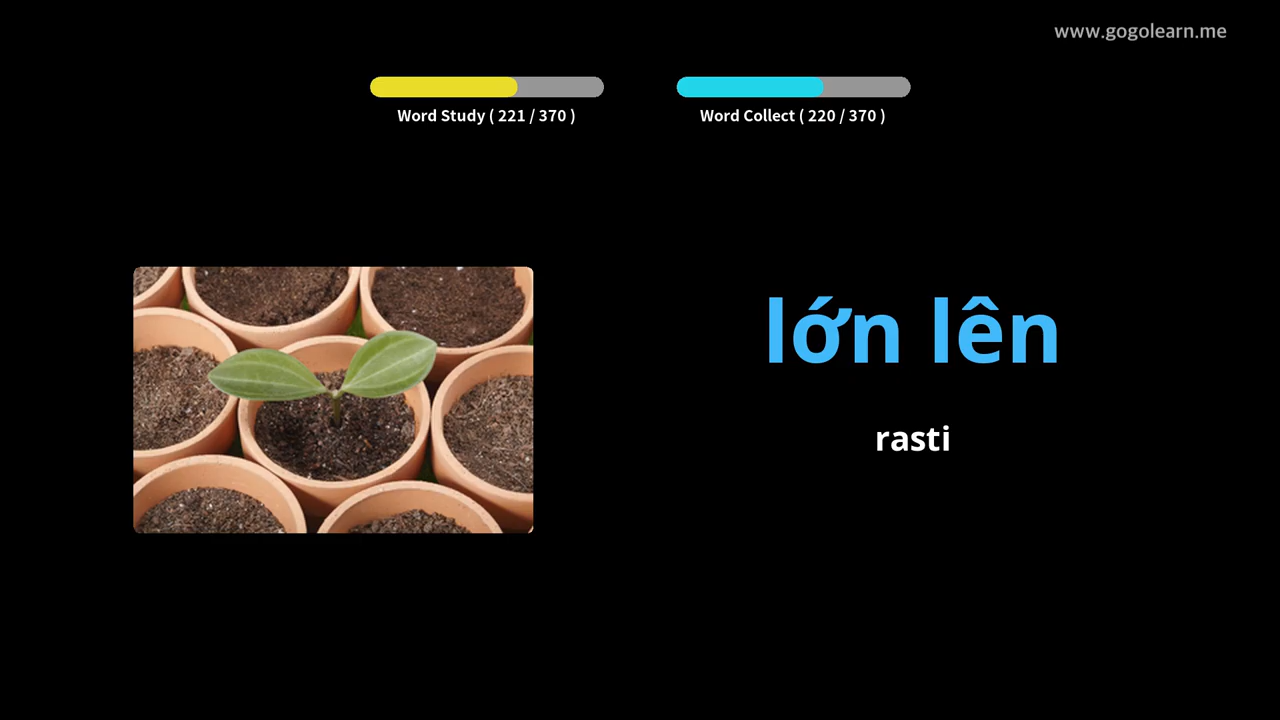 www.gogolearn.me
Word Study ( 221 / 370 )
Word Collect ( 220 / 370 )
lớn lên
rasti